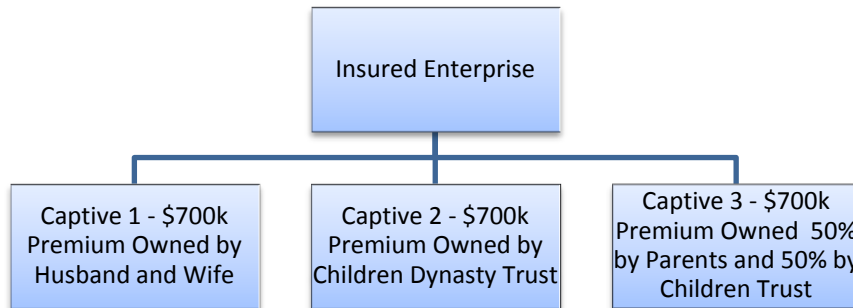 Insured Enterprise
Captive 1 - $700k
Premium Owned by
Husband and Wife
Captive 2 - $700k
Premium Owned by
Children Dynasty Trust
Captive 3 - $700k
Premium Owned  50%
by Parents and 50% by
Children Trust